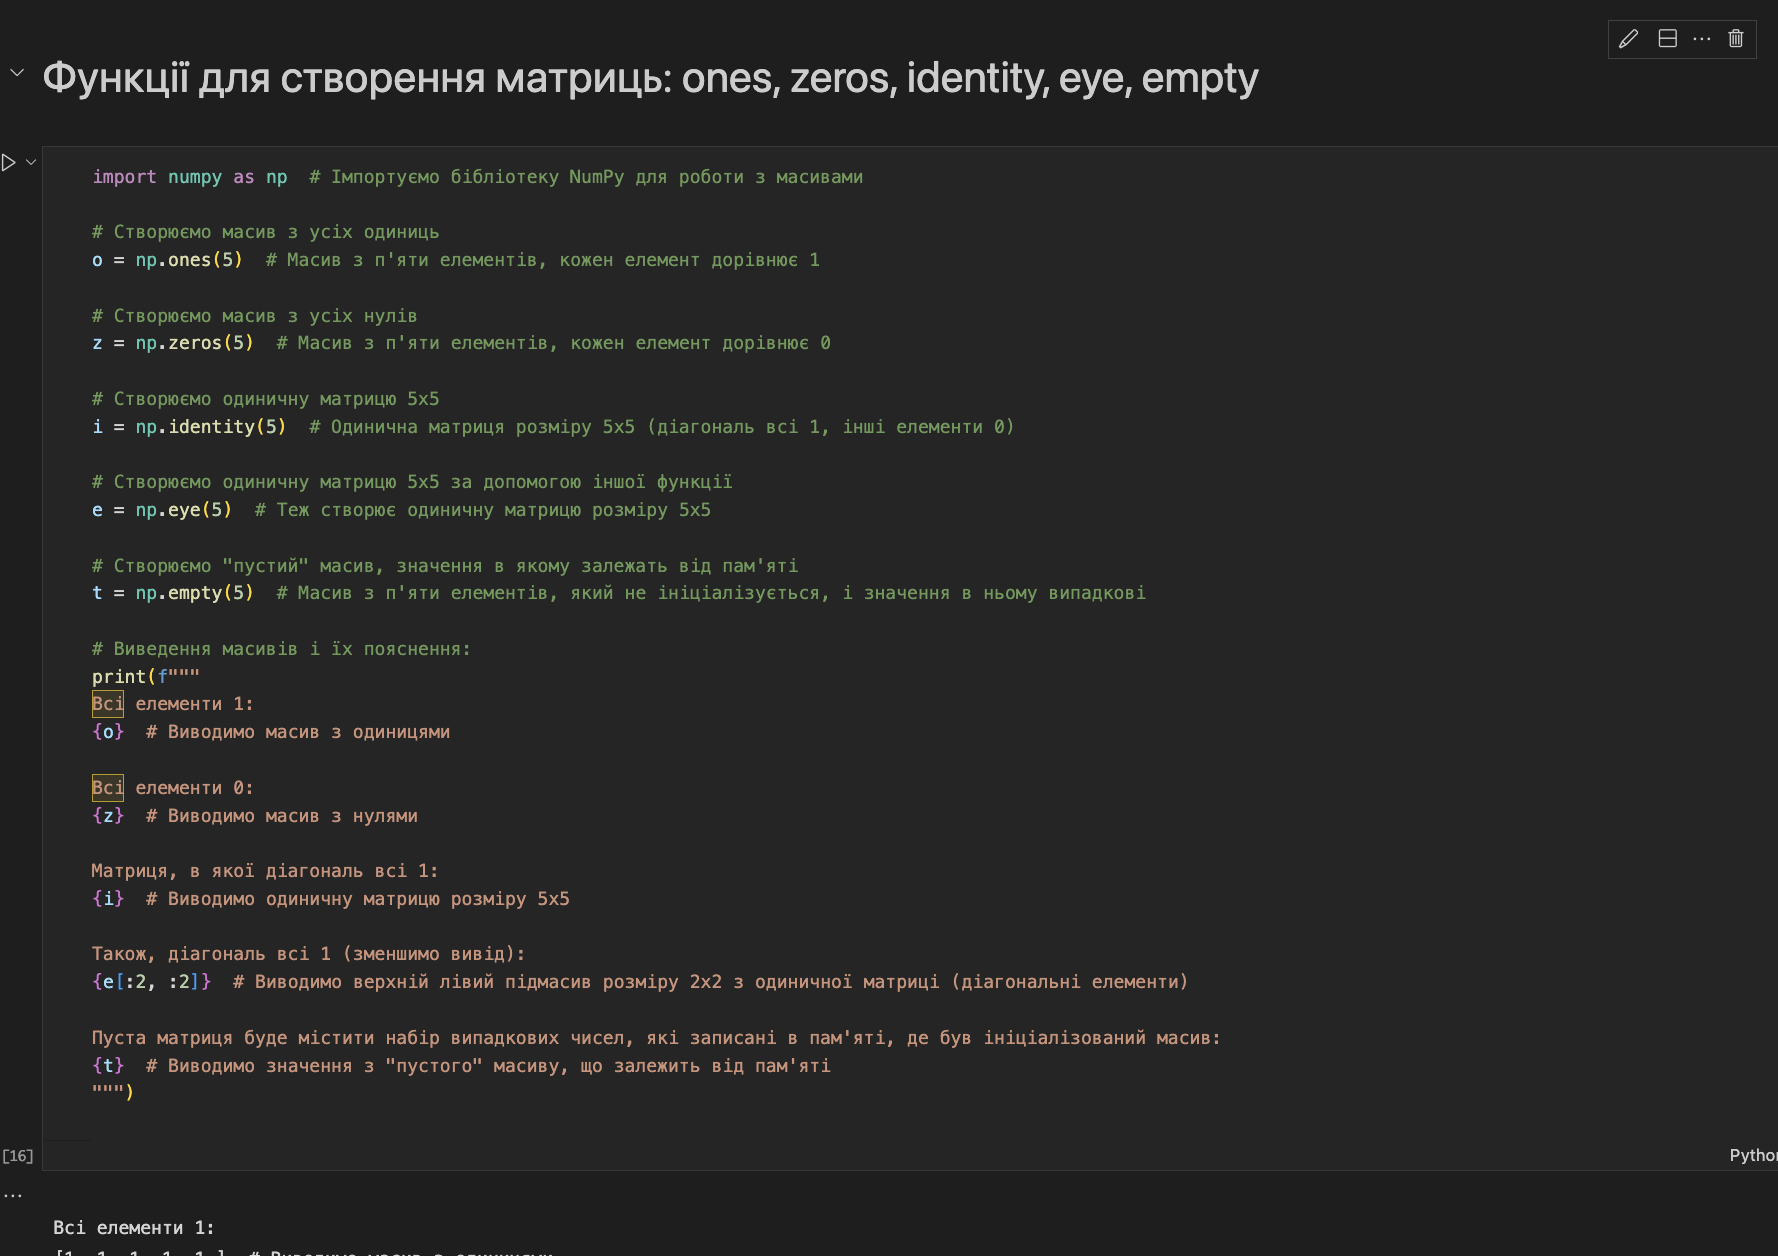 Функції для створення матриць: ones, zeros, identity, eye, empty
import numpy as np  # Імпортуємо бібліотеку NumPy для роботи з масивами
# Створюємо масив з усіх одиниць
o = np.ones(5)  # Масив з п'яти елементів, кожен елемент дорівнює 1
# Створюємо масив з усіх нулів
z = np.zeros(5)  # Масив з п'яти елементів, кожен елемент дорівнює 0
# Створюємо одиничну матрицю 5x5
i = np.identity(5)  # Одинична матриця розміру 5x5 (діагональ всі 1, інші елементи 0)
# Створюємо одиничну матрицю 5x5 за допомогою іншої функції
e = np.eye(5)  # Теж створює одиничну матрицю розміру 5x5
# Створюємо "пустий" масив, значення в якому залежать від пам'яті
t = np.empty(5)  # Масив з п'яти елементів, який не ініціалізується, і значення в ньому випадкові
# Виведення масивів і їх пояснення:
print(f"""
Всі елементи 1:
{o}  # Виводимо масив з одиницями
Всі елементи 0:
{z}  # Виводимо масив з нулями
Матриця, в якої діагональ всі 1:
{i}  # Виводимо одиничну матрицю розміру 5x5
Також, діагональ всі 1 (зменшимо вивід):
{e[:2, :2]}  # Виводимо верхній лівий підмасив розміру 2x2 з одиничної матриці (діагональні елементи)
Пуста матриця буде містити набір випадкових чисел, які записані в пам'яті, де був ініціалізований масив:
{t}  # Виводимо значення з "пустого" масиву, що залежить від пам'яті
""")
[16]
Python
...
Всі елементи 1:
[1. 1. 1. 1. 1.]  # Виводимо масив з одиницями